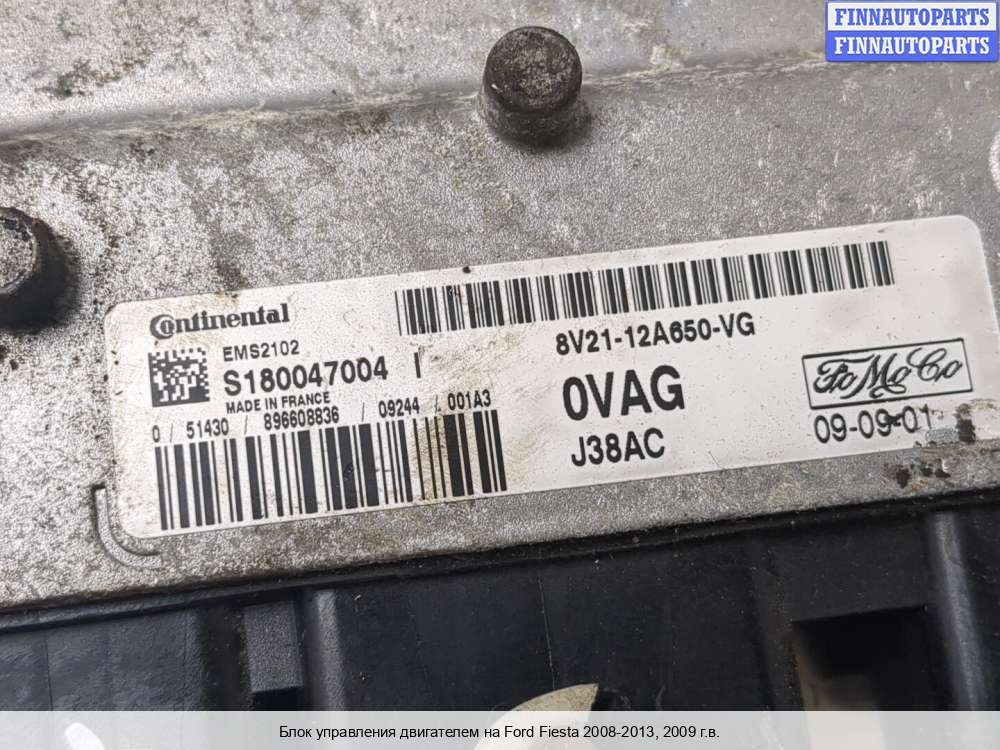 FINNAUTOPARTS
FINNAUTOPARTS
Continental
EMS2102
S180047004 I
MADE IN FRANCE
0 / 51430 / 896608836 / 09244 / 001A3
8V21-12A650-VG
0VAG
J38AC
FoMoCo
09-09-01
Блок управления двигателем на Ford Fiesta 2008-2013, 2009 г.в.